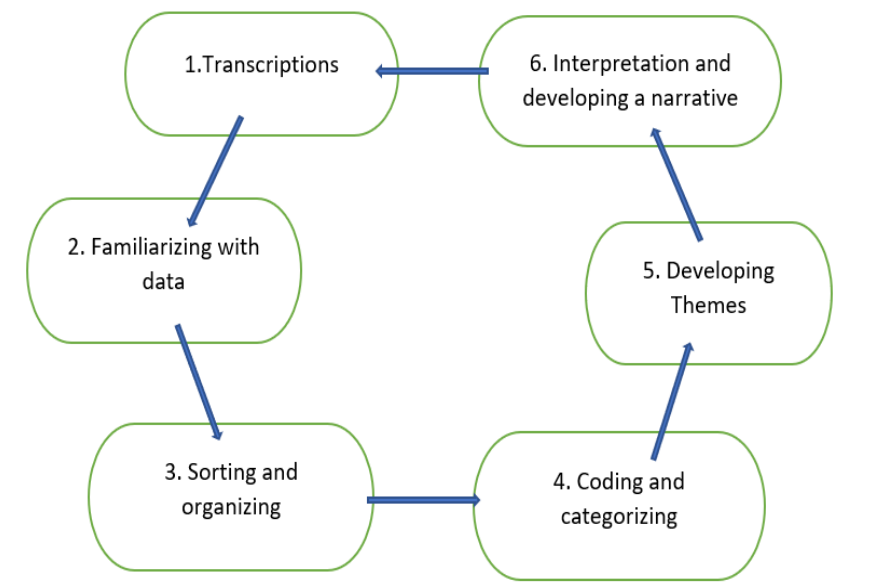 1.Transcriptions
2. Familiarizing with
data
3. Sorting and
organizing
4. Coding and
categorizing
5. Developing
Themes
6. Interpretation and
developing a narrative